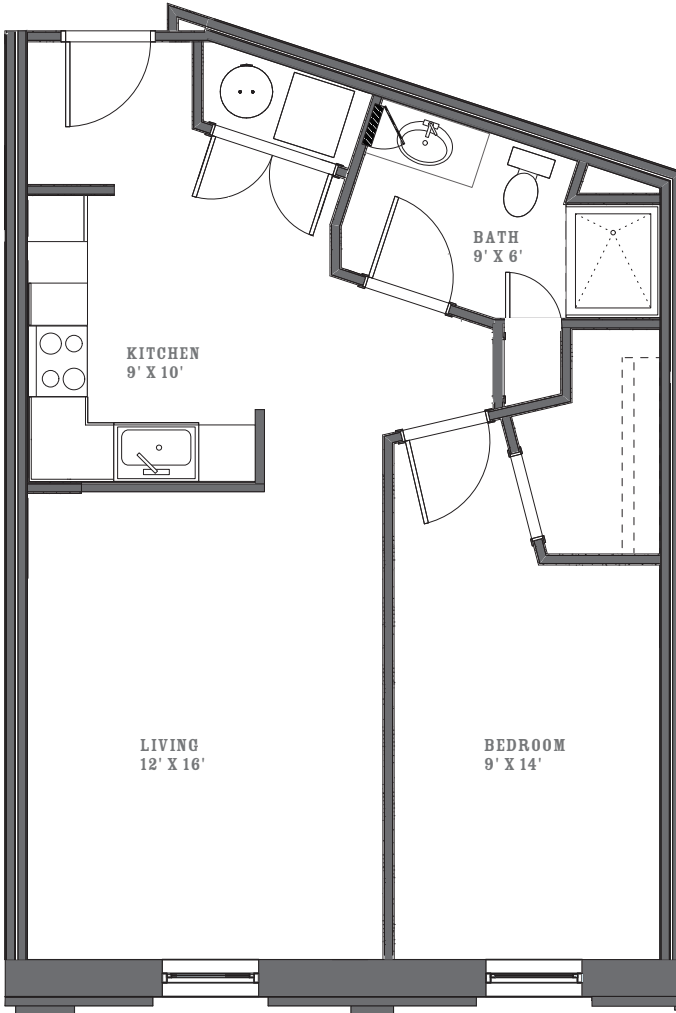 BATH
9' X 6'
KITCHEN
9' X 10'
LIVING
12' X 16'
BEDROOM
9' X 14'